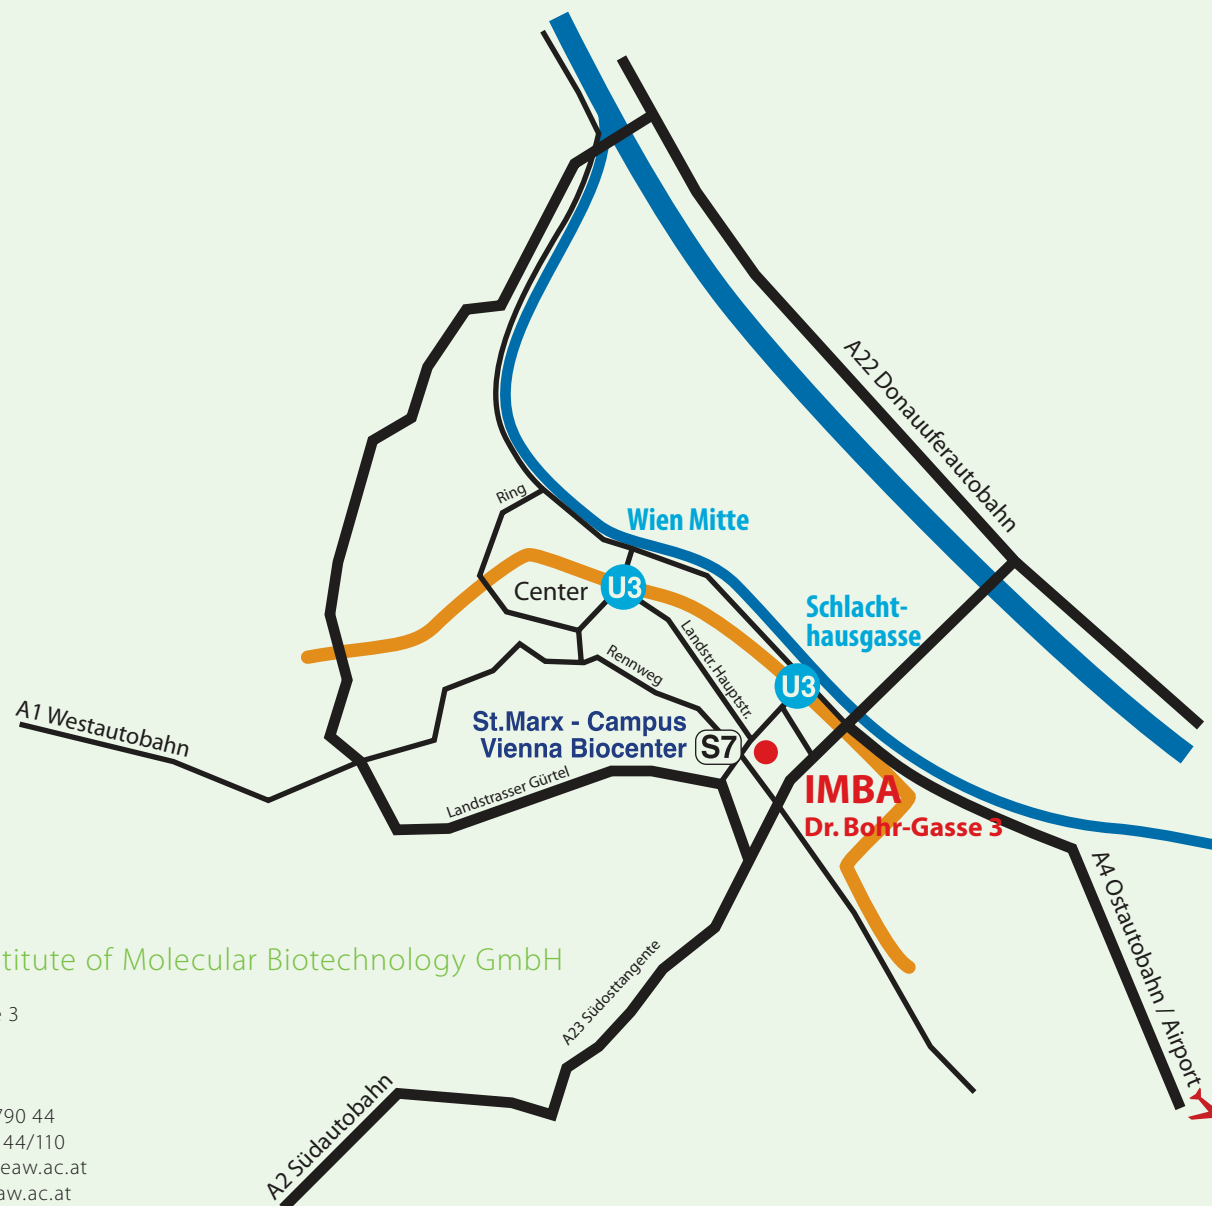 A22 Donauuferautobahn
Ring
Wien Mitte
Center
U3
Schlacht-
hausgasse
Landstr. Hauptstr.
Rennweg
U3
A1 Westautobahn
St.Marx - Campus
Vienna Biocenter
S7
Landstrasser Gürtel
IMBA
Dr. Bohr-Gasse 3
A4 Ostautobahn / Airport
A23 Südosttangente
A2 Südautobahn
titute of Molecular Biotechnology GmbH
3
790 44
44/110
eaw.ac.at
aw.ac.at